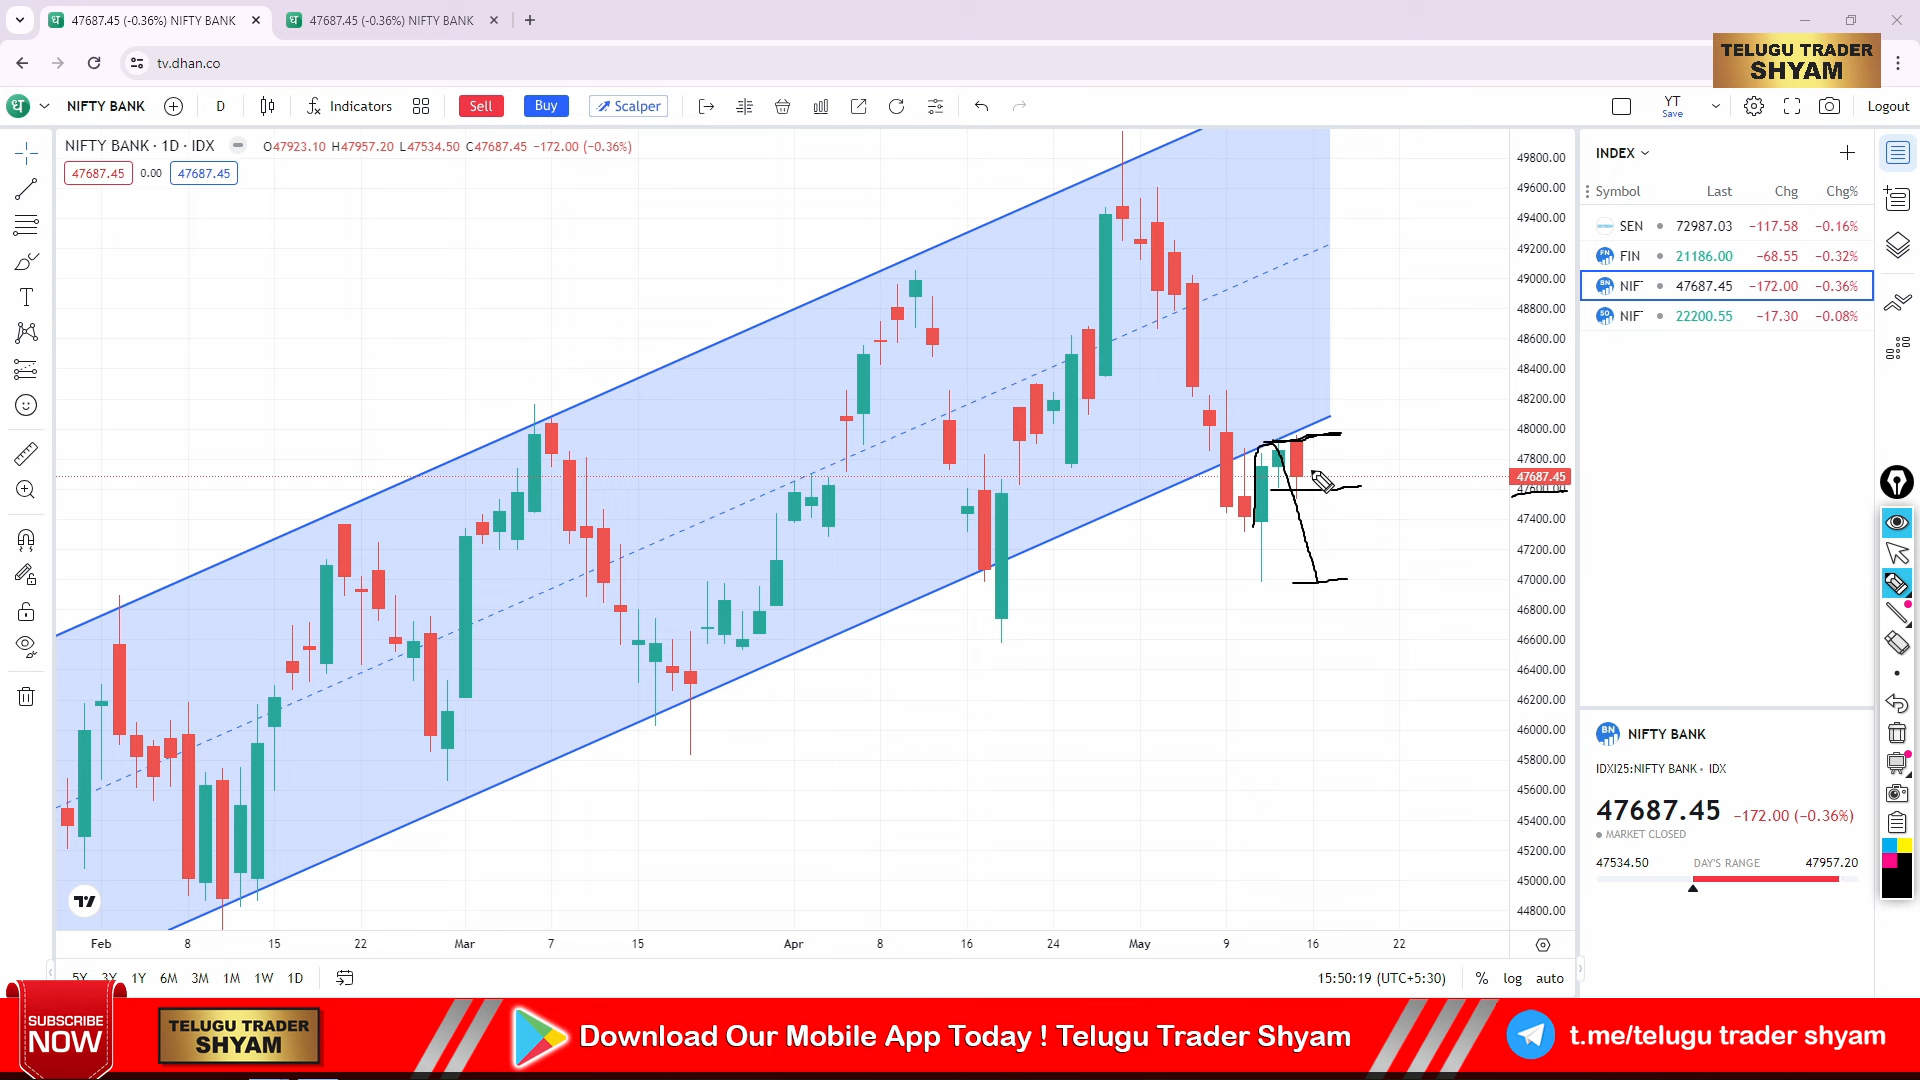 47687.45 (-0.36%) NIFTY BANK
47687.45 (-0.36%) NIFTY BANK
tv.dhan.co
TELUGU TRADER
SHYAM
NIFTY BANK
D
Indicators
Sell
Buy
Scalper
YT
Save
Logout
NIFTY BANK · 1D · IDX
O47923.10 H47957.20 L47534.50 C47687.45 −172.00 (−0.36%)
47687.45 0.00 47687.45
49800.00
49600.00
49400.00
49200.00
49000.00
48800.00
48600.00
48400.00
48200.00
48000.00
47800.00
47687.45
47600.00
47400.00
47200.00
47000.00
46800.00
46600.00
46400.00
46200.00
46000.00
45800.00
45600.00
45400.00
45200.00
45000.00
44800.00
Feb 8 15 22 Mar 7 15 Apr 8 16 24 May 9 16 22
5Y 3Y 1Y 6M 3M 1M 1W 1D
15:50:19 (UTC+5:30) % log auto
INDEX
Symbol Last Chg Chg%
SEN 72987.03 −117.58 −0.16%
FIN 21186.00 −68.55 −0.32%
NIF 47687.45 −172.00 −0.36%
NIF 22200.55 −17.30 −0.08%
NIFTY BANK
IDXI25:NIFTY BANK • IDX
47687.45 −172.00 (−0.36%)
MARKET CLOSED
47534.50 DAY'S RANGE 47957.20
SUBSCRIBE
NOW
TELUGU TRADER
SHYAM
Download Our Mobile App Today ! Telugu Trader Shyam
t.me/telugu trader shyam